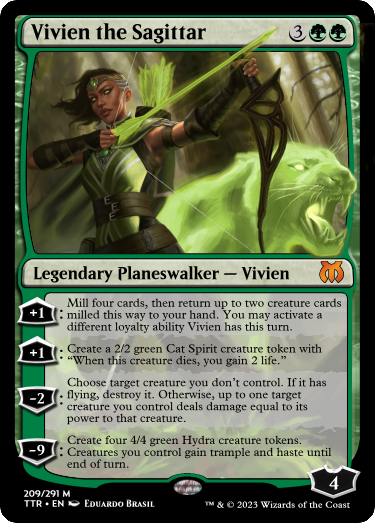 Vivien the Sagittar 3
Legendary Planeswalker — Vivien
+1: Mill four cards, then return up to two creature cards
milled this way to your hand. You may activate a
different loyalty ability Vivien has this turn.
+1: Create a 2/2 green Cat Spirit creature token with
“When this creature dies, you gain 2 life.”
-2: Choose target creature you don’t control. If it has
flying, destroy it. Otherwise, up to one target
creature you control deals damage equal to its
power to that creature.
-9: Create four 4/4 green Hydra creature tokens.
Creatures you control gain trample and haste until
end of turn.
4
209/291 M
TTR • EN Eduardo Brasil ™ & © 2023 Wizards of the Coast